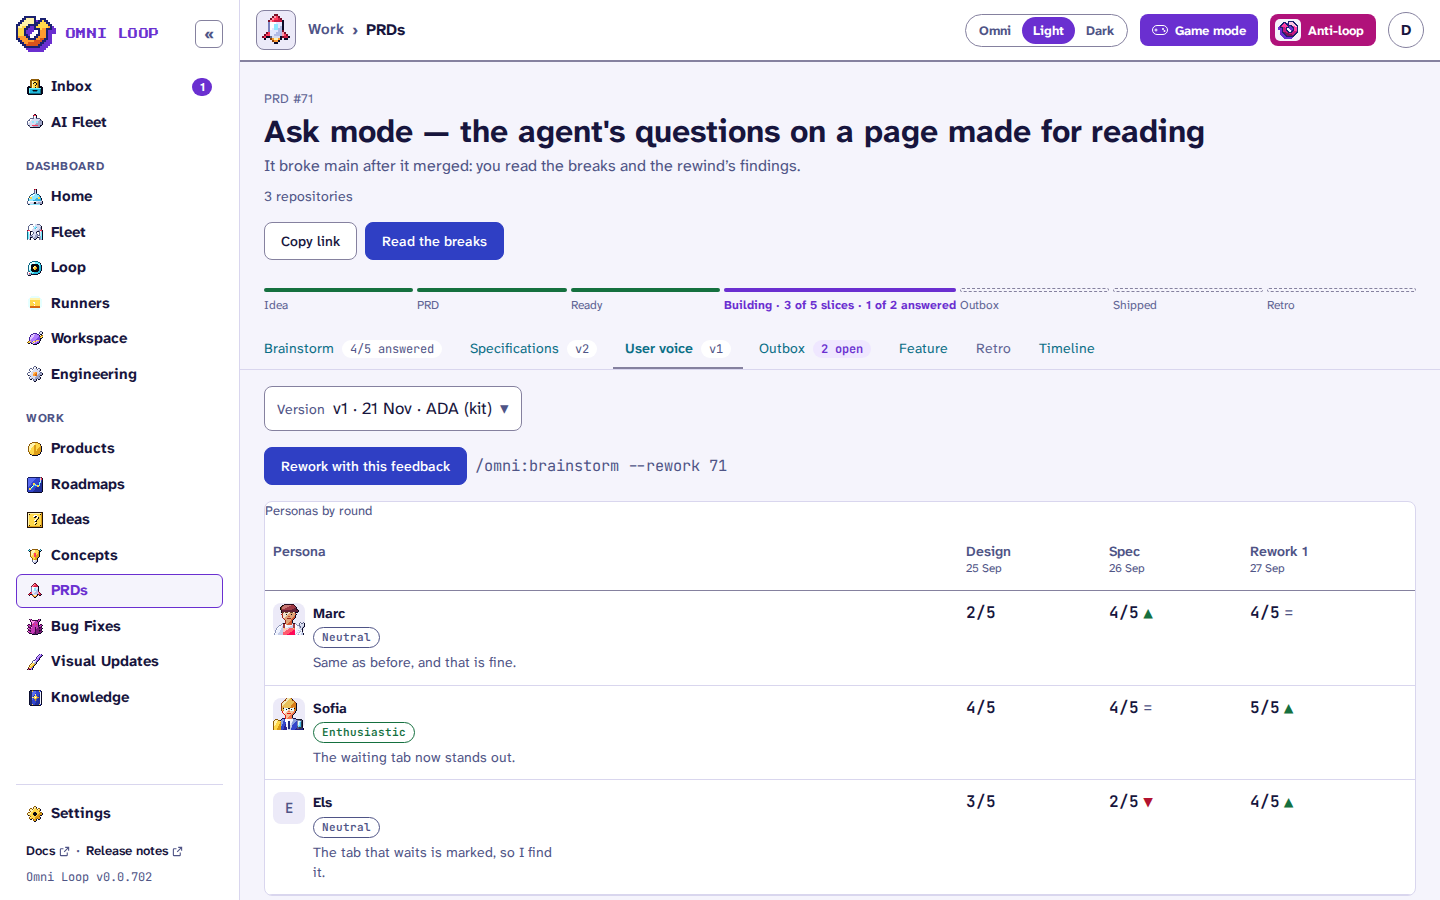 OMNI LOOP
«
Inbox
1
AI Fleet
DASHBOARD
Home
Fleet
Loop
Runners
Workspace
Engineering
WORK
Products
Roadmaps
Ideas
Concepts
PRDs
Bug Fixes
Visual Updates
Knowledge
Settings
Docs · Release notes
Omni Loop v0.0.702
Work › PRDs
Omni Light Dark
Game mode
Anti-loop
D
PRD #71
Ask mode — the agent's questions on a page made for reading
It broke main after it merged: you read the breaks and the rewind's findings.
3 repositories
Copy link
Read the breaks
Idea
PRD
Ready
Building · 3 of 5 slices · 1 of 2 answered
Outbox
Shipped
Retro
Brainstorm 4/5 answered
Specifications v2
User voice v1
Outbox 2 open
Feature
Retro
Timeline
Version v1 · 21 Nov · ADA (kit) ▼
Rework with this feedback
/omni:brainstorm --rework 71
Personas by round
Persona Design Spec Rework 1
25 Sep 26 Sep 27 Sep
Marc 2/5 4/5 ▲ 4/5 =
Neutral
Same as before, and that is fine.
Sofia 4/5 4/5 = 5/5 ▲
Enthusiastic
The waiting tab now stands out.
E Els 3/5 2/5 ▼ 4/5 ▲
Neutral
The tab that waits is marked, so I find
it.